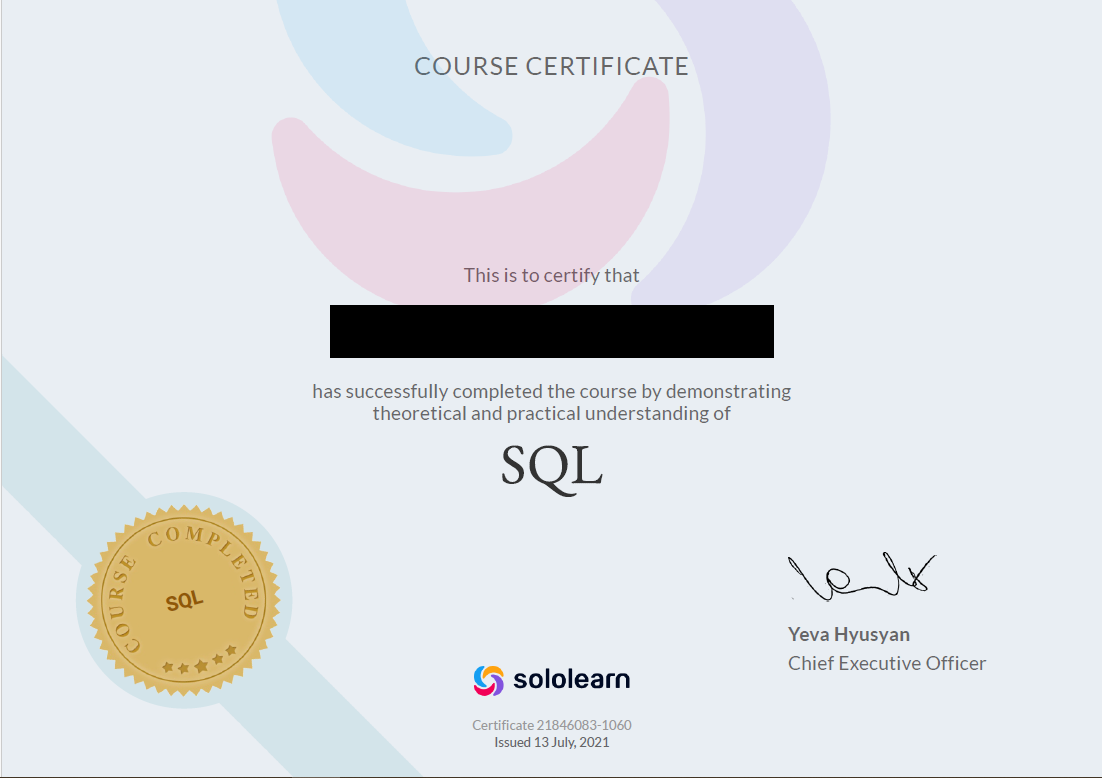 COURSE CERTIFICATE
This is to certify that
has successfully completed the course by demonstrating
theoretical and practical understanding of
SQL
COURSE COMPLETED
SQL
Yeva Hyusyan
Chief Executive Officer
sololearn
Certificate 21846083-1060
Issued 13 July, 2021